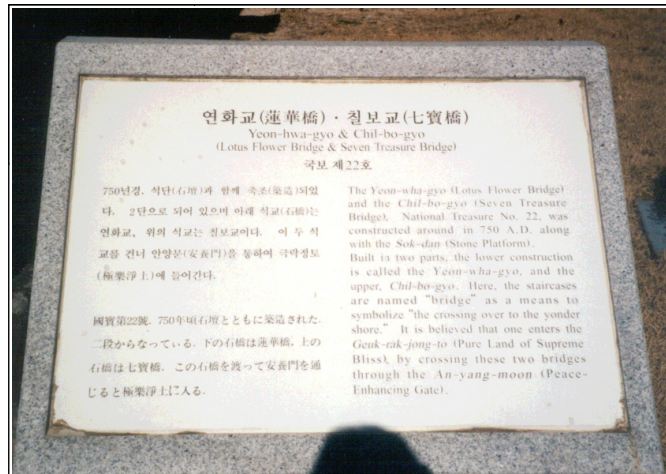 연화교(蓮華橋)·칠보교(七寶橋)
Yeon-hwa-gyo & Chil-bo-gyo
(Lotus Flower Bridge & Seven Treasure Bridge)
국보 제22호
750년경, 석단(石壇)과 함께 축조(築造)되었
다. 2단으로 되어 있으며 아래 석교(石橋)는
연화교, 위의 석교는 칠보교이다. 이 두 석
교를 건너 안양문(安養門)을 통하여 극락정토
(極樂淨土)에 들어간다.
國寶第22號. 750年頃石壇とともに築造された.
二段からなっている. 下の石橋は蓮華橋, 上の
石橋は七寶橋. この石橋を渡って安養門を通
じると極樂淨土に入る.
The Yeon-wha-gyo (Lotus Flower Bridge)
and the Chil-bo-gyo (Seven Treasure
Bridge), National Treasure No. 22, was
constructed around in 750 A.D. along
with the Sok-dan (Stone Platform).
Built in two parts, the lower construction
is called the Yeon-wha-gyo, and the
upper, Chil-bo-gyo. Here, the staircases
are named "bridge" as a means to
symbolize "the crossing over to the yonder
shore." It is believed that one enters the
Geuk-rak-jong-to (Pure Land of Supreme
Bliss), by crossing these two bridges
through the An-yang-moon (Peace-
Enhancing Gate).